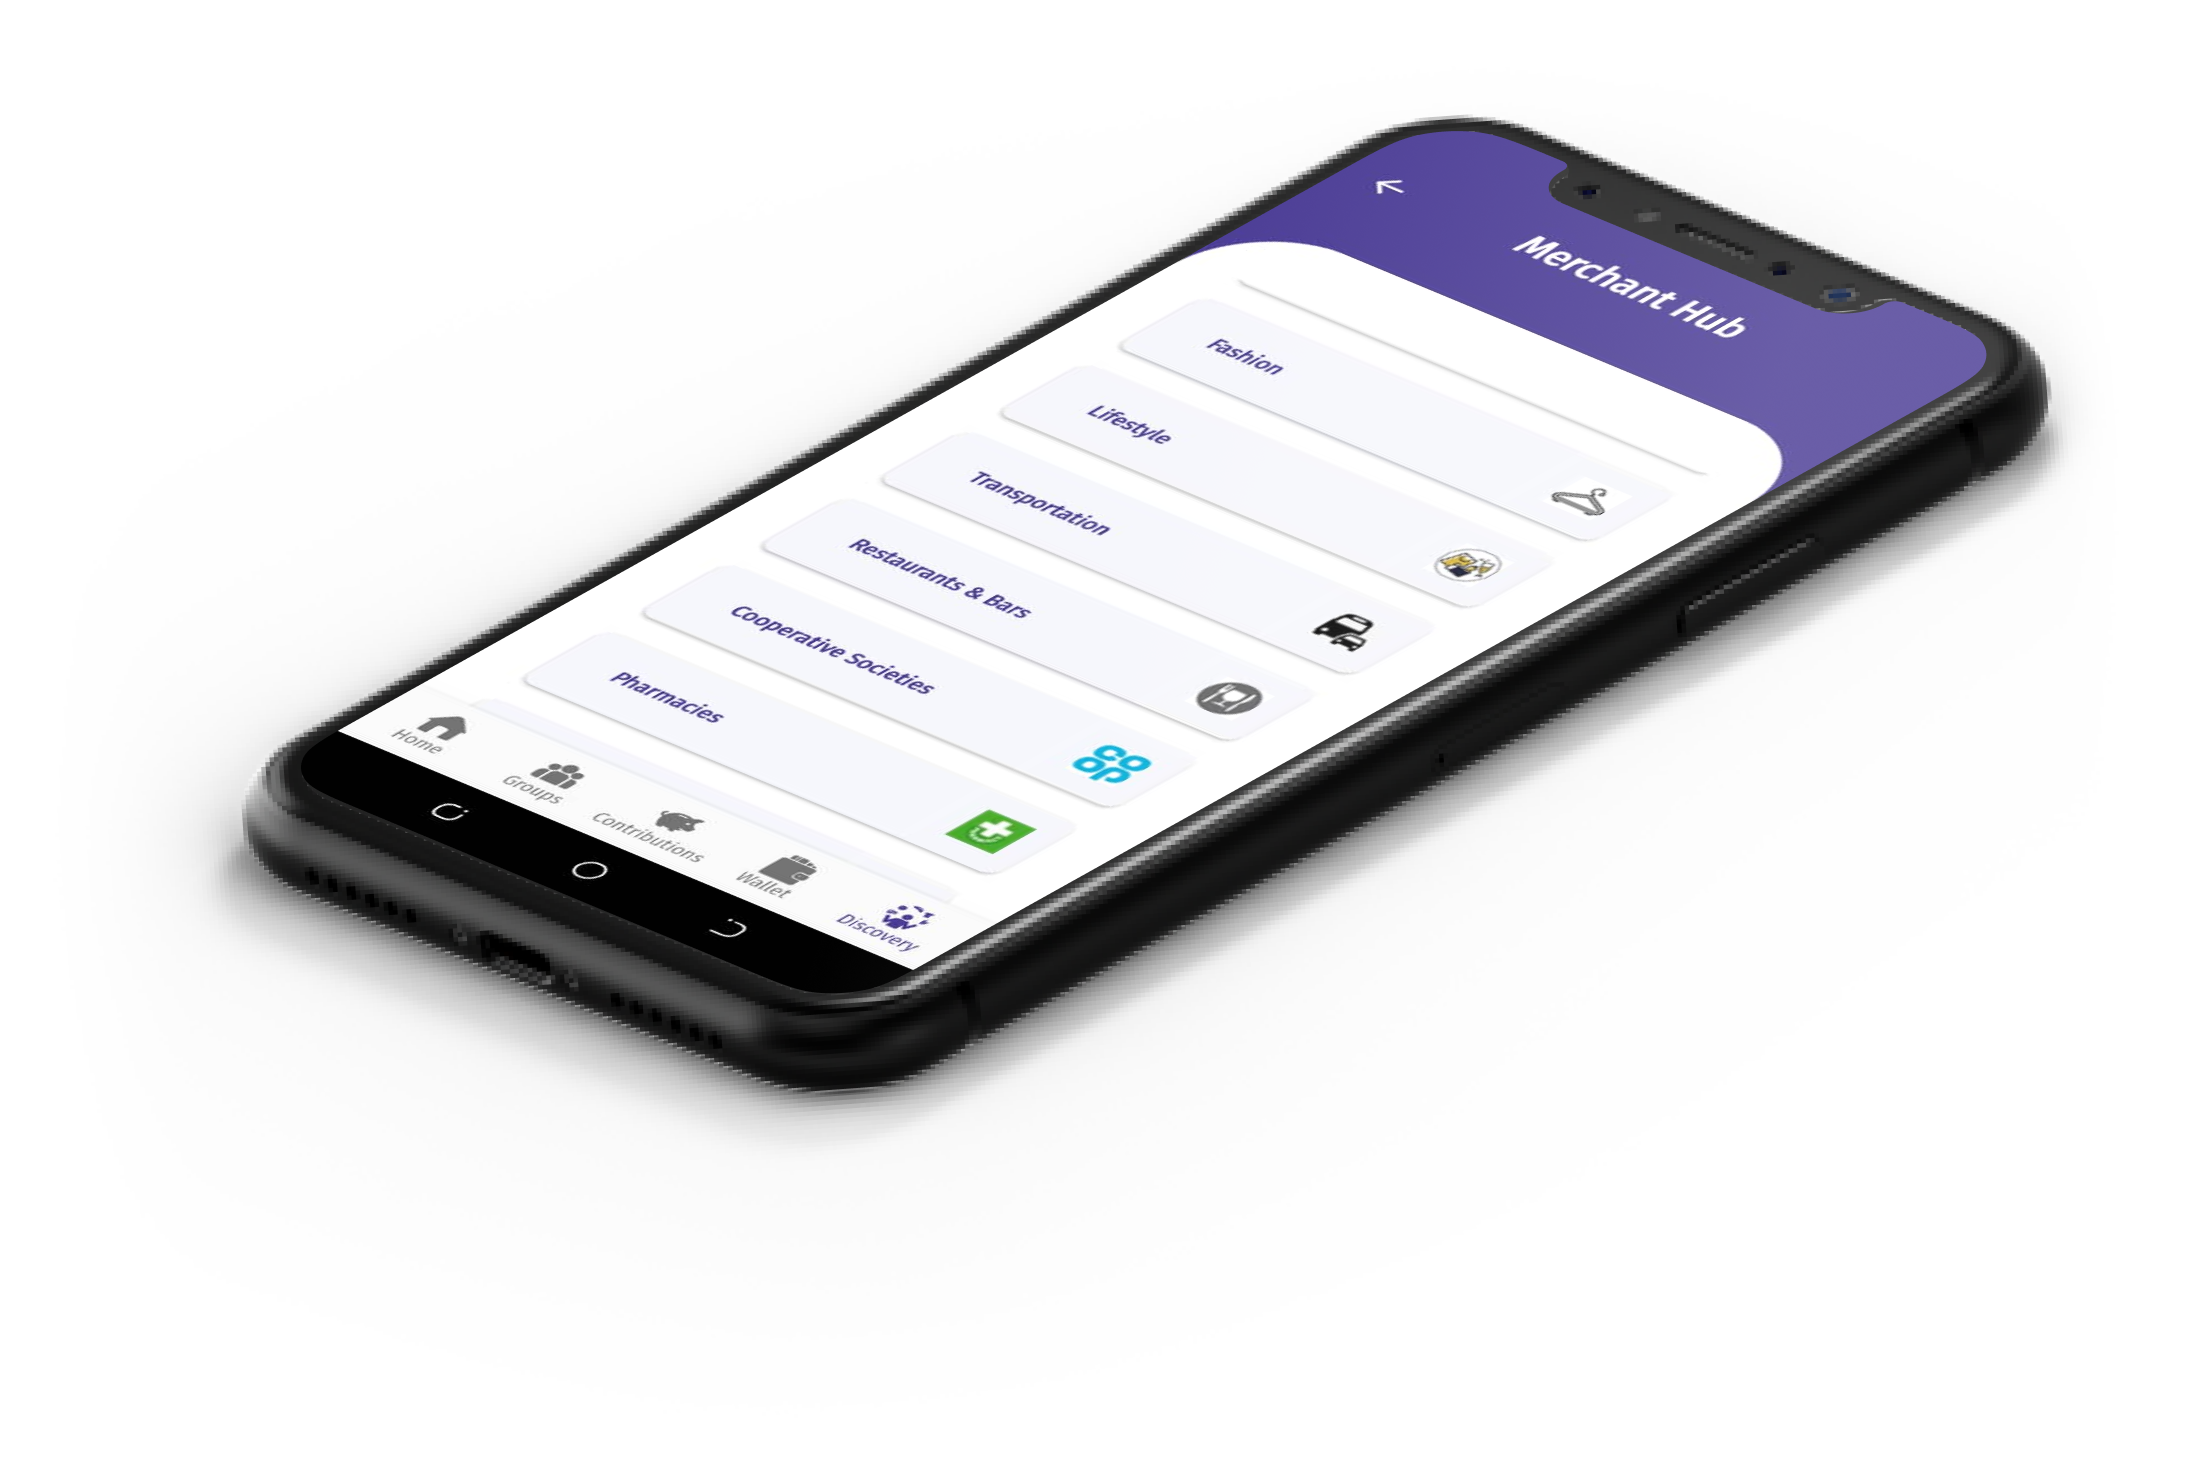 Merchant Hub
Fashion
Lifestyle
Transportation
Restaurants & Bars
Cooperative Societies
co
op
Pharmacies
Home
Groups
Contributions
Wallet
Discovery